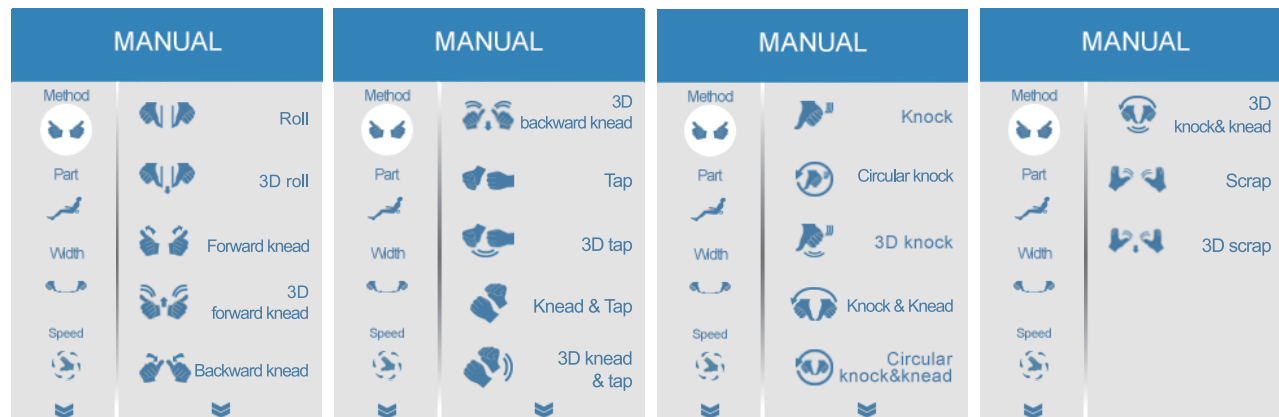 MANUAL
Method
Roll
Part
3D roll
Width
Forward knead
3D
forward knead
Speed
Backward knead
MANUAL
Method
3D
backward knead
Part
Tap
Width
3D tap
Knead & Tap
Speed
3D knead
& tap
MANUAL
Method
Knock
Part
Circular knock
Width
3D knock
Knock & Knead
Speed
Circular
knock&knead
MANUAL
Method
3D
knock& knead
Part
Scrap
Width
3D scrap
Speed